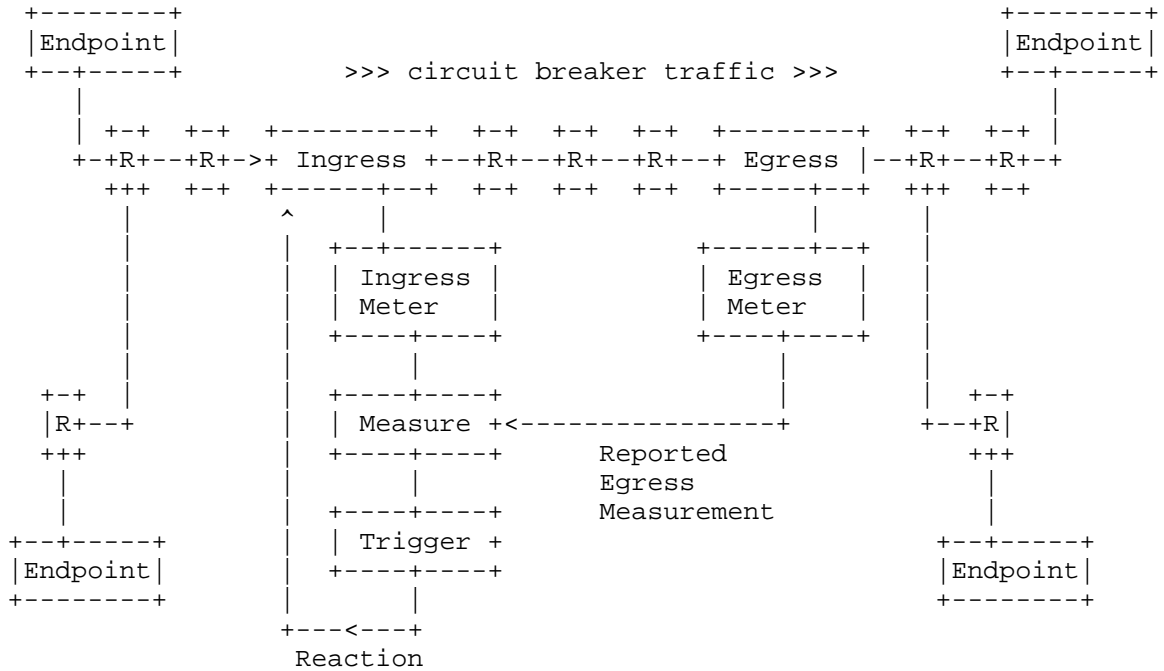 Endpoint Endpoint
>>> circuit breaker traffic >>>
R R Ingress R R R Egress R R
Ingress Egress
Meter Meter
R Measure R
Reported
Egress
Trigger Measurement
Endpoint Endpoint
Reaction